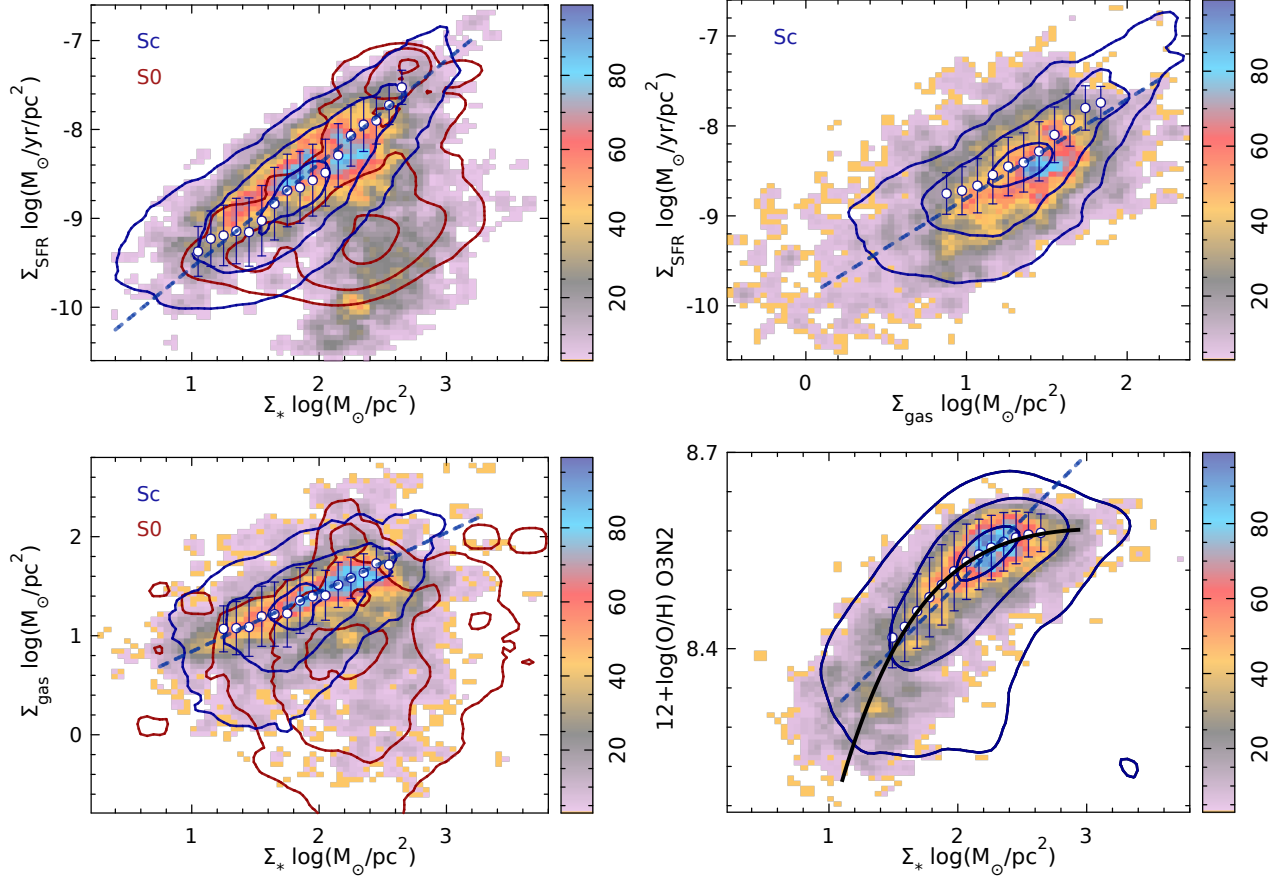 Sc
S0
-7
-8
-9
-10
Σ_SFR log(M_⊙/yr/pc^2)
1 2 3
Σ_* log(M_⊙/pc^2)
80
60
40
20
Sc
-7
-8
-9
-10
Σ_SFR log(M_⊙/yr/pc^2)
0 1 2
Σ_gas log(M_⊙/pc^2)
80
60
40
20
Sc
S0
2
1
0
Σ_gas log(M_⊙/pc^2)
1 2 3
Σ_* log(M_⊙/pc^2)
80
60
40
20
8.7
8.4
12+log(O/H) O3N2
1 2 3
Σ_* log(M_⊙/pc^2)
80
60
40
20